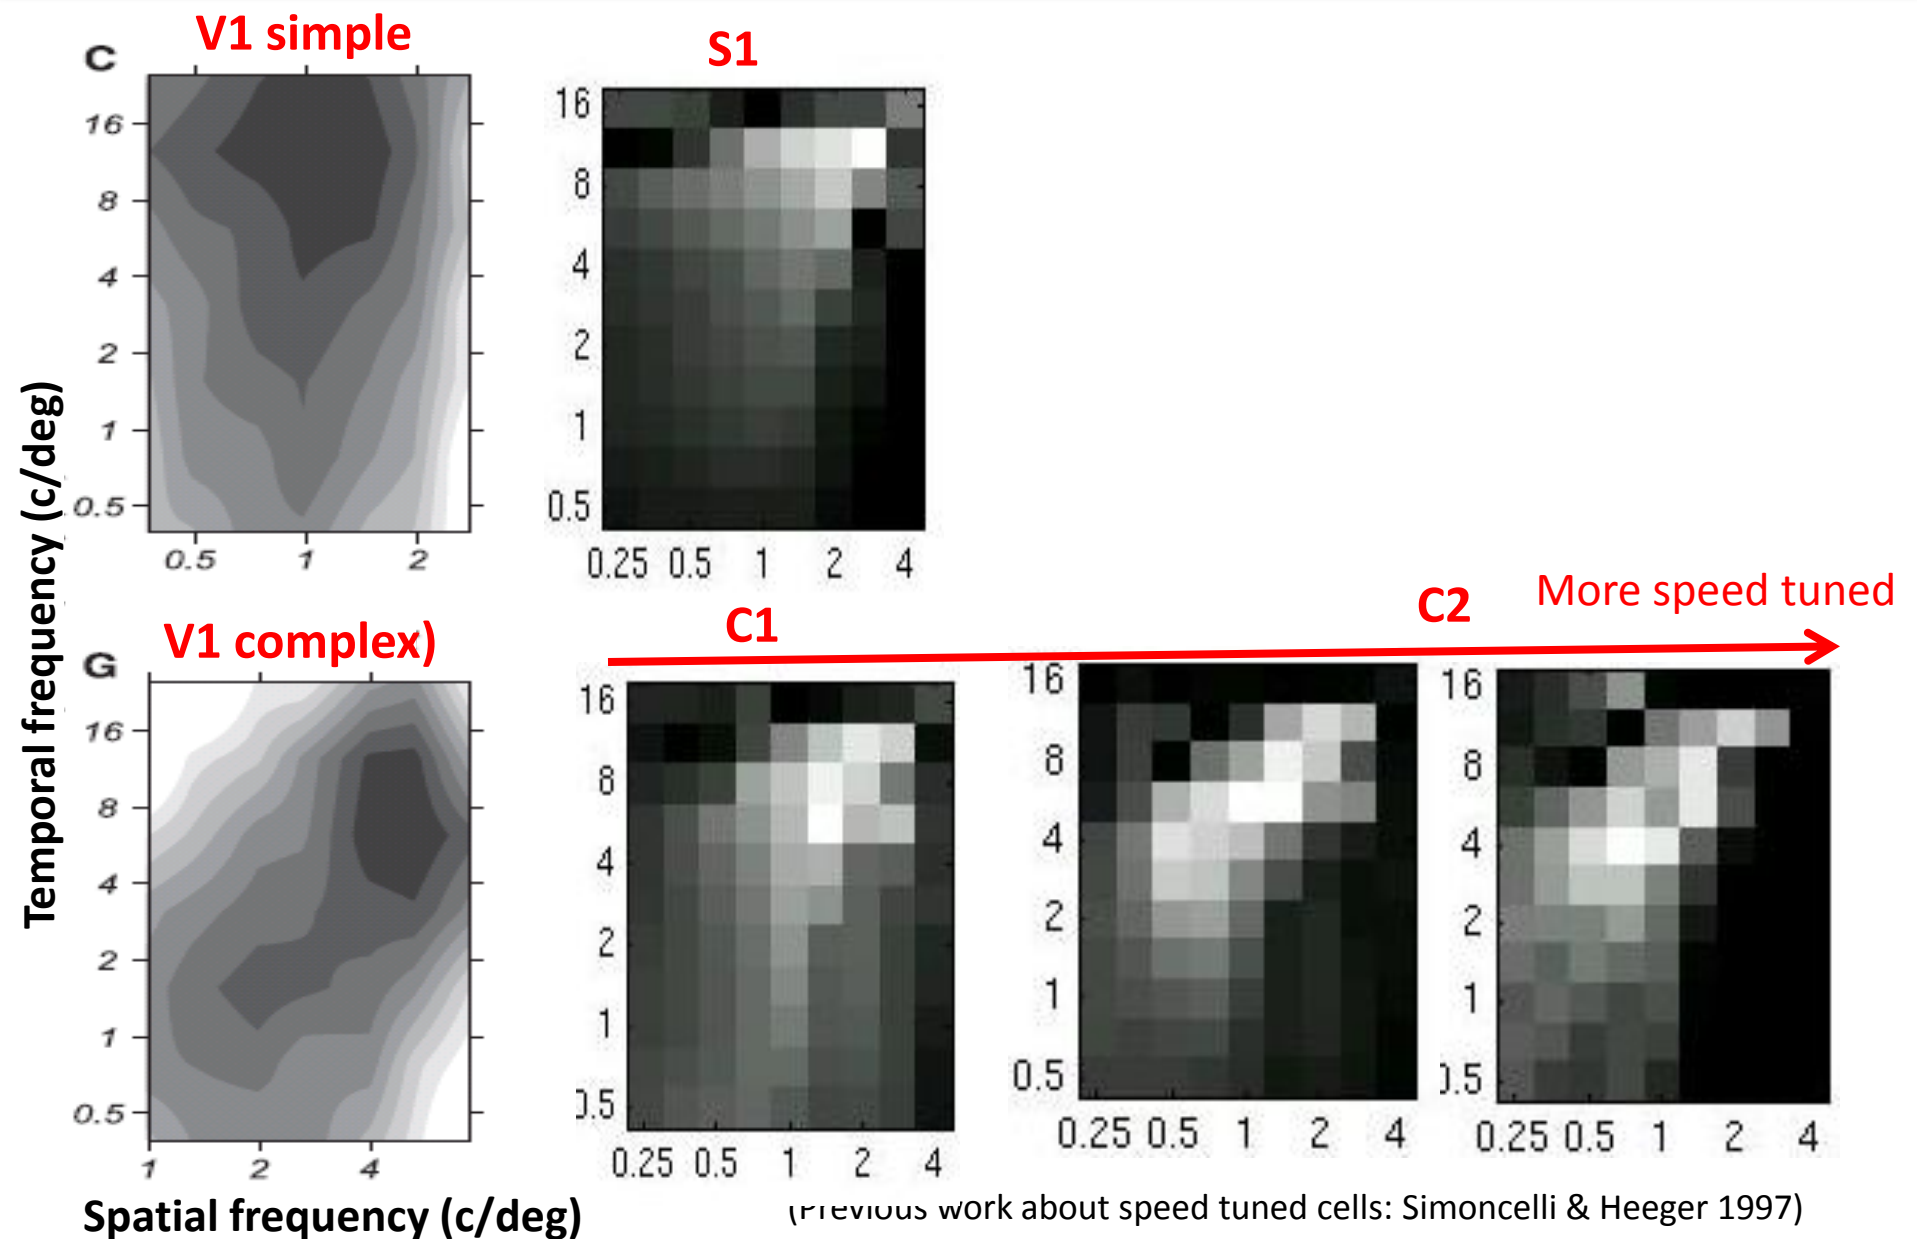 V1 simple
S1
C
16
8
4
2
1
0.5
0.5 1 2
16
8
4
2
1
0.5
0.25 0.5 1 2 4
Temporal frequency (c/deg)
V1 complex)
C1
C2
More speed tuned
G
16
8
4
2
1
0.5
1 2 4
16
8
4
2
1
).5
0.25 0.5 1 2 4
16
8
4
2
1
0.5
0.25 0.5 1 2 4
16
8
4
2
1
).5
0.25 0.5 1 2 4
Spatial frequency (c/deg)
(Previous work about speed tuned cells: Simoncelli & Heeger 1997)